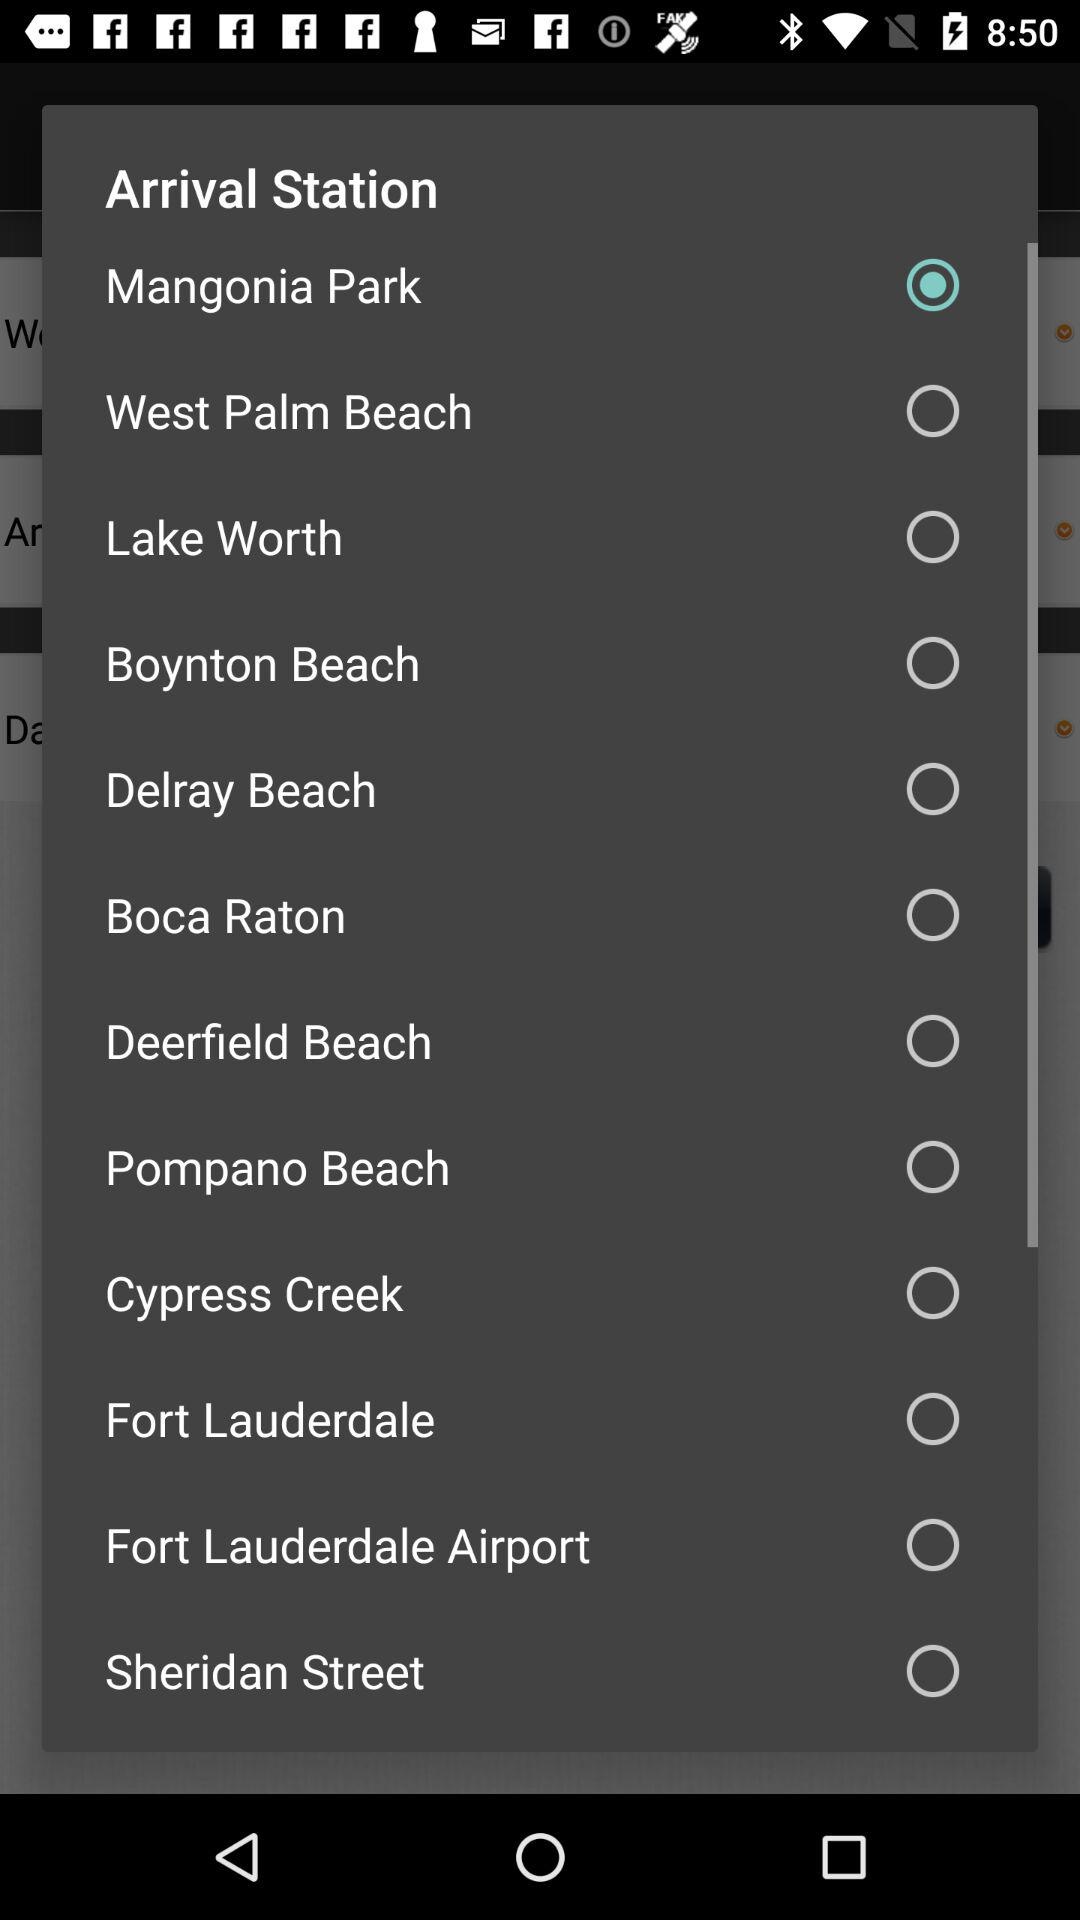 FAKE
8:50
Arrival Station
Mangonia Park
West Palm Beach
Lake Worth
Boynton Beach
Delray Beach
Boca Raton
Deerfield Beach
Pompano Beach
Cypress Creek
Fort Lauderdale
Fort Lauderdale Airport
Sheridan Street